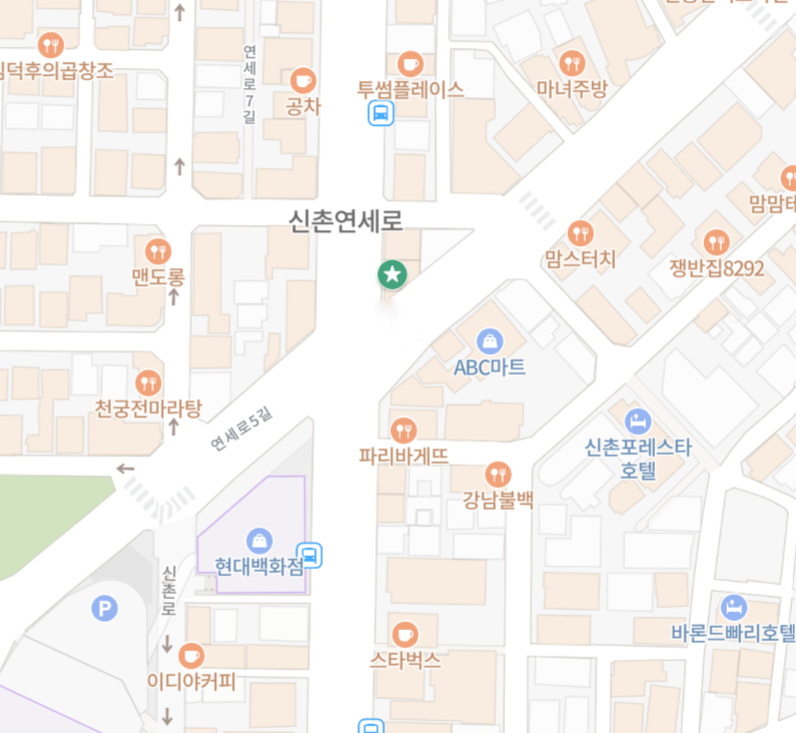 김덕후의곱창조
연세로7길
공차
투썸플레이스
마녀주방
신촌연세로
맨도롱
맘스터치
쟁반집8292
맘맘테
ABC마트
천궁전마라탕
연세로5길
파리바게뜨
신촌포레스타
호텔
강남불백
현대백화점
신촌로
P
바론드빠리호텔
스타벅스
이디야커피